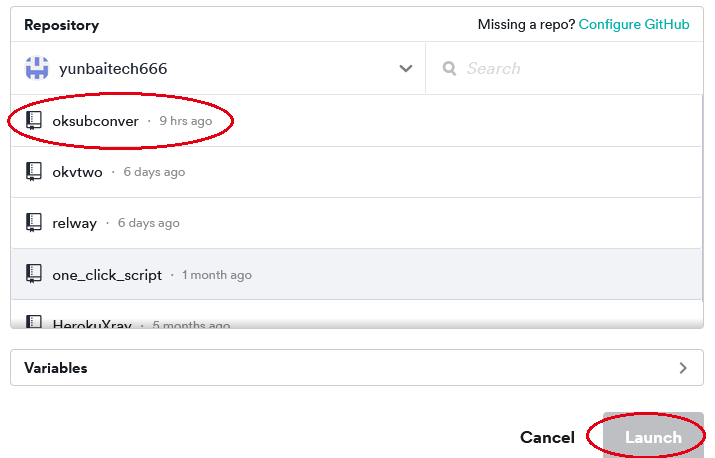 Repository Missing a repo? Configure GitHub
yunbaitech666 Search
oksubconver · 9 hrs ago
okvtwo · 6 days ago
relway · 6 days ago
one_click_script · 1 month ago
HerokuXray · 5 months ago
Variables
Cancel Launch